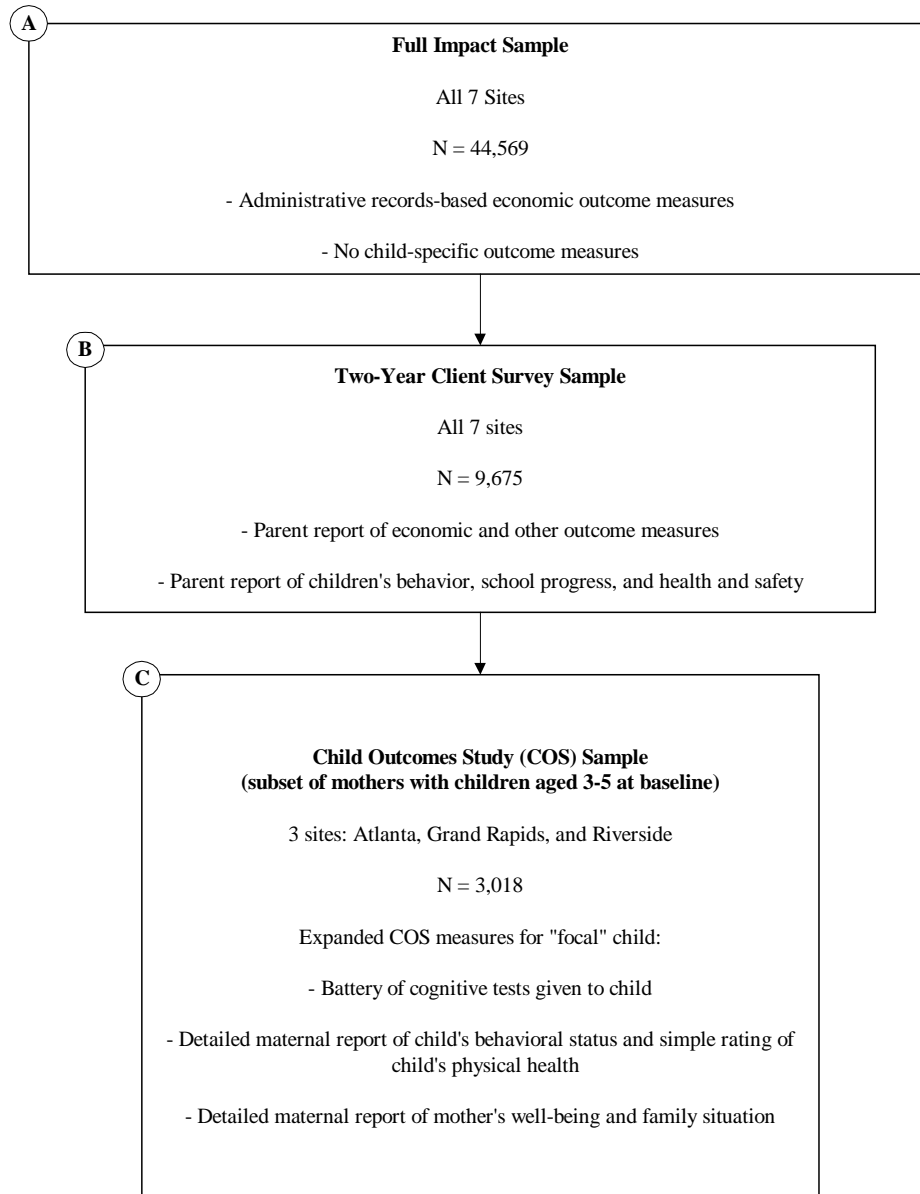 A
Full Impact Sample
All 7 Sites
N = 44,569
- Administrative records-based economic outcome measures
- No child-specific outcome measures
B
Two-Year Client Survey Sample
All 7 sites
N = 9,675
- Parent report of economic and other outcome measures
- Parent report of children's behavior, school progress, and health and safety
C
Child Outcomes Study (COS) Sample
(subset of mothers with children aged 3-5 at baseline)
3 sites: Atlanta, Grand Rapids, and Riverside
N = 3,018
Expanded COS measures for "focal" child:
- Battery of cognitive tests given to child
- Detailed maternal report of child's behavioral status and simple rating of
child's physical health
- Detailed maternal report of mother's well-being and family situation